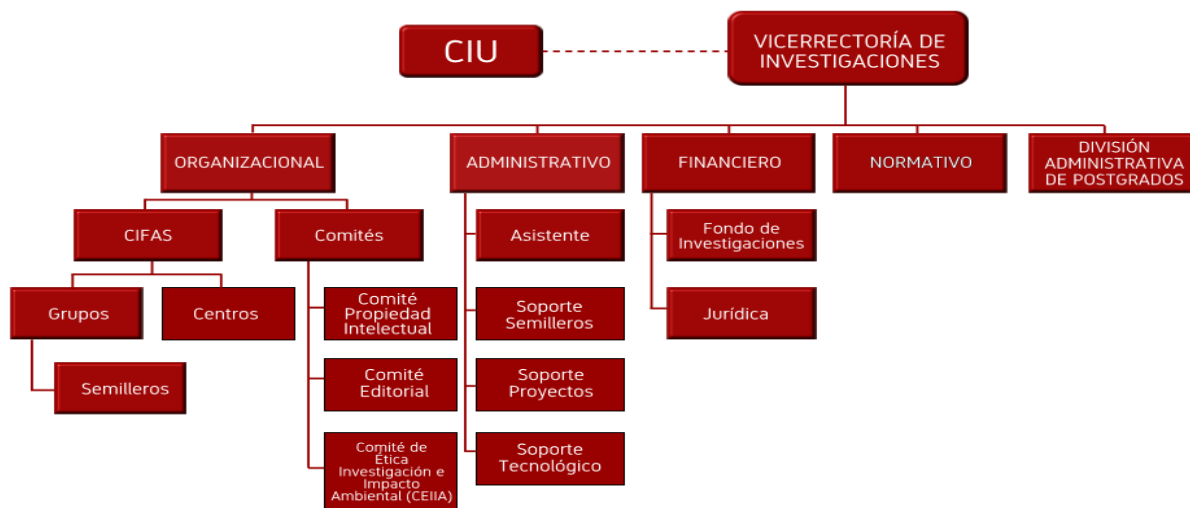 CIU
VICERRECTORÍA DE
INVESTIGACIONES
ORGANIZACIONAL
ADMINISTRATIVO
FINANCIERO
NORMATIVO
DIVISIÓN
ADMINISTRATIVA
DE POSTGRADOS
CIFAS
Comités
Asistente
Fondo de
Investigaciones
Grupos
Centros
Comité
Propiedad
Intelectual
Soporte
Semilleros
Jurídica
Semilleros
Comité
Editorial
Soporte
Proyectos
Comité de
Ética
Investigación e
Impacto
Ambiental (CEIIA)
Soporte
Tecnológico